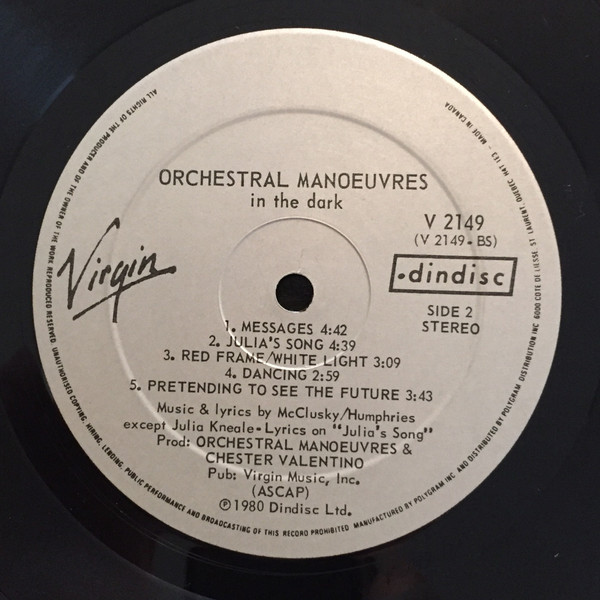 ORCHESTRAL MANOEUVRES
in the dark
Virgin
V 2149
(V 2149-BS)
•dindisc
SIDE 2
STEREO
1. MESSAGES 4:42
2. JULIA'S SONG 4:39
3. RED FRAME/WHITE LIGHT 3:09
4. DANCING 2:59
5. PRETENDING TO SEE THE FUTURE 3:43
Music & lyrics by McClusky/Humphries
except Julia Kneale-Lyrics on "Julia's Song"
Prod: ORCHESTRAL MANOEUVRES &
CHESTER VALENTINO
Pub: Virgin Music, Inc.
(ASCAP)
℗1980 Dindisc Ltd.
ALL RIGHTS OF THE PRODUCER AND OF THE OWNER OF THE WORK REPRODUCED RESERVED. UNAUTHORISED COPYING, HIRING, LENDING, PUBLIC PERFORMANCE AND BROADCASTING OF THIS RECORD PROHIBITED MANUFACTURED BY POLYGRAM INC AND DISTRIBUTED BY POLYGRAM DISTRIBUTION INC 6000 COTE DE LIESSE ST LAURENT, QUEBEC H4T 1E3 - MADE IN CANADA